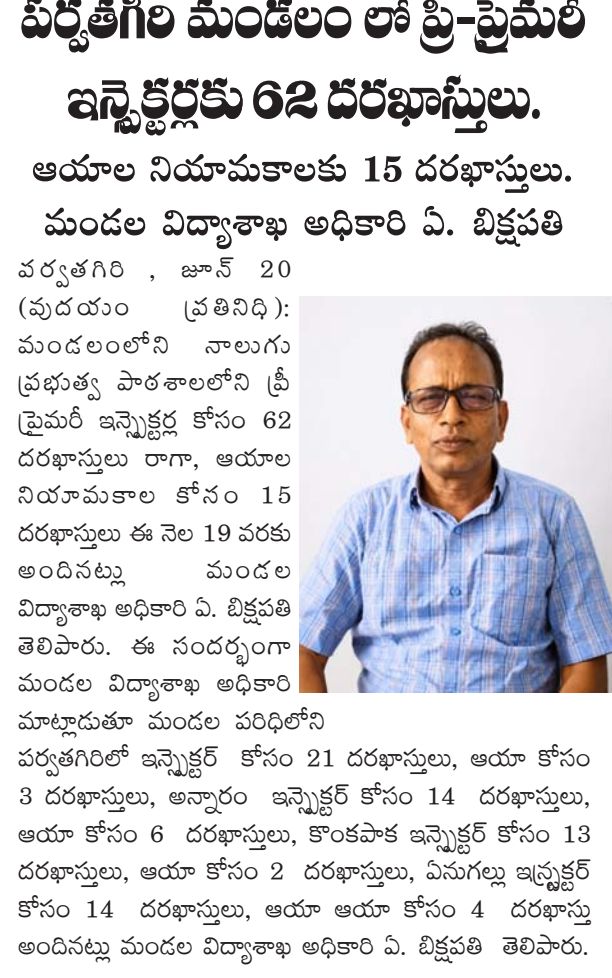 పర్వతగిరి మండలం లో ప్రి-ప్రైమరీ
ఇన్స్పెక్టర్లకు 62 దరఖాస్తులు.
ఆయాల నియామకాలకు 15 దరఖాస్తులు.
మండల విద్యాశాఖ అధికారి ఏ. బిక్షపతి
పర్వతగిరి , జూన్ 20
(వుదయం ప్రతినిధి):
మండలంలోని నాలుగు
ప్రభుత్వ పాఠశాలలోని ప్రీ
ప్రైమరీ ఇన్స్పెక్టర్ల కోసం 62
దరఖాస్తులు రాగా, ఆయాల
నియామకాల కోసం 15
దరఖాస్తులు ఈ నెల 19 వరకు
అందినట్లు మండల
విద్యాశాఖ అధికారి ఏ. బిక్షపతి
తెలిపారు. ఈ సందర్భంగా
మండల విద్యాశాఖ అధికారి
మాట్లాడుతూ మండల పరిధిలోని
పర్వతగిరిలో ఇన్స్పెక్టర్ కోసం 21 దరఖాస్తులు, ఆయా కోసం
3 దరఖాస్తులు, అన్నారం ఇన్స్పెక్టర్ కోసం 14 దరఖాస్తులు,
ఆయా కోసం 6 దరఖాస్తులు, కొంకపాక ఇన్స్పెక్టర్ కోసం 13
దరఖాస్తులు, ఆయా కోసం 2 దరఖాస్తులు, ఏనుగల్లు ఇన్స్ట్రక్టర్
కోసం 14 దరఖాస్తులు, ఆయా ఆయా కోసం 4 దరఖాస్తు
అందినట్లు మండల విద్యాశాఖ అధికారి ఏ. బిక్షపతి తెలిపారు.